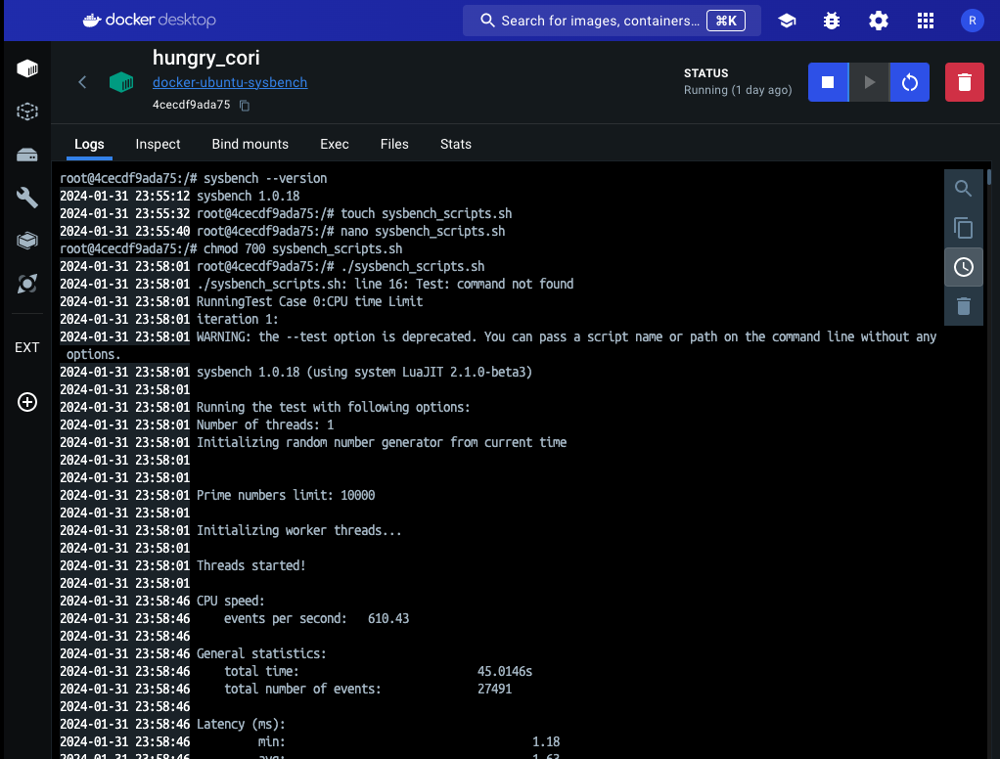 docker desktop
Search for images, containers... ⌘K
R
hungry_cori
docker-ubuntu-sysbench
4cecdf9ada75
STATUS
Running (1 day ago)
EXT
Logs Inspect Bind mounts Exec Files Stats
root@4cecdf9ada75:/# sysbench --version
2024-01-31 23:55:12 sysbench 1.0.18
2024-01-31 23:55:32 root@4cecdf9ada75:/# touch sysbench_scripts.sh
2024-01-31 23:55:40 root@4cecdf9ada75:/# nano sysbench_scripts.sh
root@4cecdf9ada75:/# chmod 700 sysbench_scripts.sh
2024-01-31 23:58:01 root@4cecdf9ada75:/# ./sysbench_scripts.sh
2024-01-31 23:58:01 ./sysbench_scripts.sh: line 16: Test: command not found
2024-01-31 23:58:01 RunningTest Case 0:CPU time Limit
2024-01-31 23:58:01 iteration 1:
2024-01-31 23:58:01 WARNING: the --test option is deprecated. You can pass a script name or path on the command line without any
options.
2024-01-31 23:58:01 sysbench 1.0.18 (using system LuaJIT 2.1.0-beta3)
2024-01-31 23:58:01
2024-01-31 23:58:01 Running the test with following options:
2024-01-31 23:58:01 Number of threads: 1
2024-01-31 23:58:01 Initializing random number generator from current time
2024-01-31 23:58:01
2024-01-31 23:58:01
2024-01-31 23:58:01 Prime numbers limit: 10000
2024-01-31 23:58:01
2024-01-31 23:58:01 Initializing worker threads...
2024-01-31 23:58:01
2024-01-31 23:58:01 Threads started!
2024-01-31 23:58:01
2024-01-31 23:58:46 CPU speed:
2024-01-31 23:58:46 events per second: 610.43
2024-01-31 23:58:46
2024-01-31 23:58:46 General statistics:
2024-01-31 23:58:46 total time: 45.0146s
2024-01-31 23:58:46 total number of events: 27491
2024-01-31 23:58:46
2024-01-31 23:58:46 Latency (ms):
2024-01-31 23:58:46 min: 1.18
2024-01-31 23:58:46 avg: 1.63